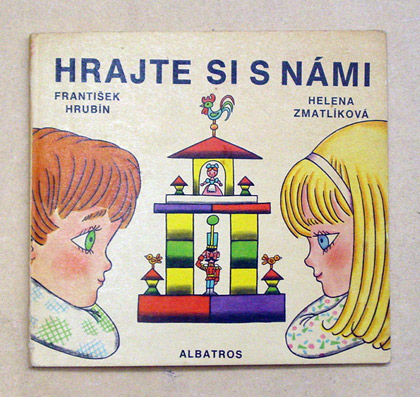 HRAJTE SI S NÁMI
FRANTIŠEK
HRUBÍN
HELENA
ZMATLÍKOVÁ
ALBATROS